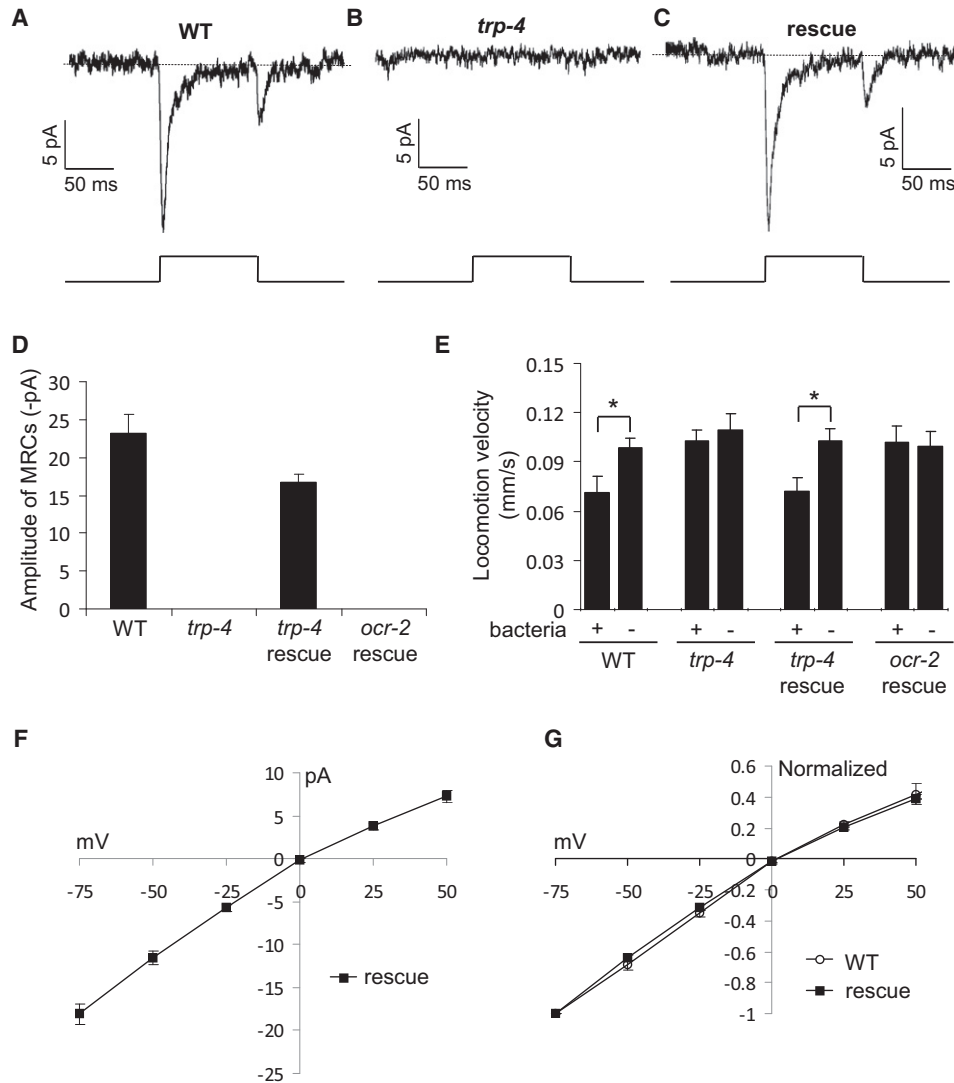 A
WT
5 pA
50 ms
B
trp-4
C
rescue
5 pA
50 ms
D
Amplitude of MRCs (-pA)
30
25
20
15
10
5
0
WT
trp-4
trp-4
rescue
ocr-2
rescue
E
Locomotion velocity
(mm/s)
0.15
0.12
0.09
0.06
0.03
0
*
*
bacteria + - + - + - + -
WT
trp-4
trp-4
rescue
ocr-2
rescue
F
pA
mV
10
5
0
-5
-10
-15
-20
-25
-75 -50 -25 0 25 50
rescue
G
Normalized
mV
0.6
0.4
0.2
0
-0.2
-0.4
-0.6
-0.8
-1
-75 -50 -25 0 25 50
WT
rescue